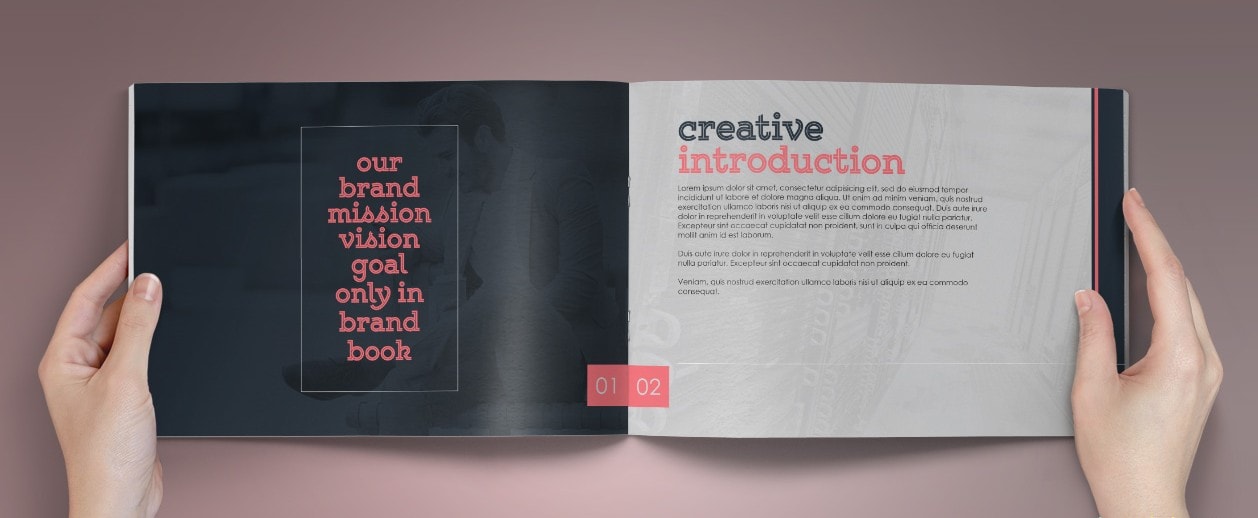 our
brand
mission
vision
goal
only in
brand
book
01
02
creative
introduction
Lorem ipsum dolor sit amet, consectetur adipisicing elit, sed do eiusmod tempor
incididunt ut labore et dolore magna aliqua. Ut enim ad minim veniam, quis nostrud
exercitation ullamco laboris nisi ut aliquip ex ea commodo consequat. Duis aute irure
dolor in reprehenderit in voluptate velit esse cillum dolore eu fugiat nulla pariatur.
Excepteur sint occaecat cupidatat non proident, sunt in culpa qui officia deserunt
mollit anim id est laborum.
Duis aute irure dolor in reprehenderit in voluptate velit esse cillum dolore eu fugiat
nulla pariatur. Excepteur sint occaecat cupidatat non proident.
Veniam, quis nostrud exercitation ullamco laboris nisi ut aliquip ex ea commodo
consequat.